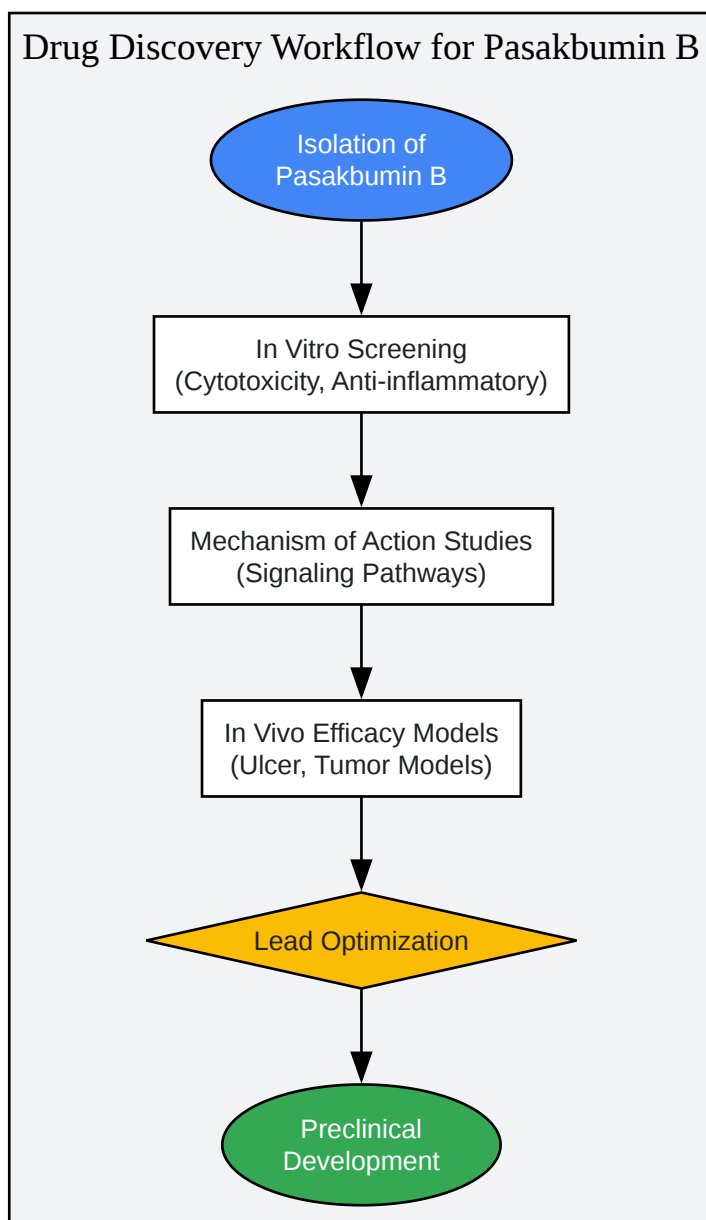 Drug Discovery Workflow for Pasakbumin B
Isolation of
Pasakbumin B
In Vitro Screening
(Cytotoxicity, Anti-inflammatory)
Mechanism of Action Studies
(Signaling Pathways)
In Vivo Efficacy Models
(Ulcer, Tumor Models)
Lead Optimization
Preclinical
Development